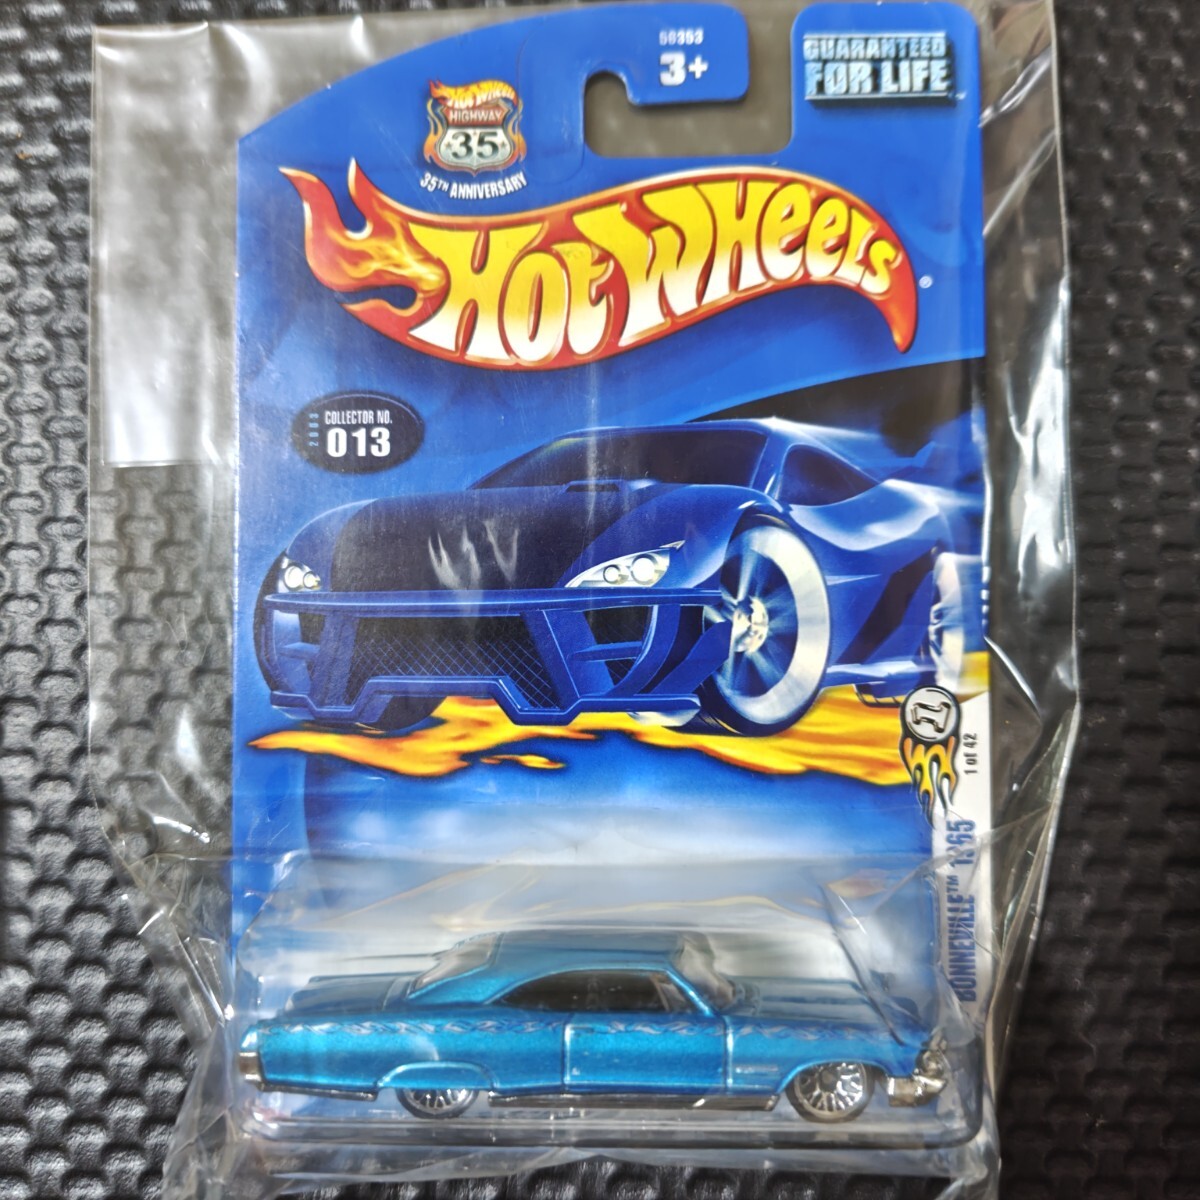 56353
3+
GUARANTEED
FOR LIFE
HOT WHEELS
HIGHWAY
35
35TH ANNIVERSARY
HOT WHEELS®
2003
COLLECTOR NO.
013
1 of 42
BONNEVILLE™ 1965